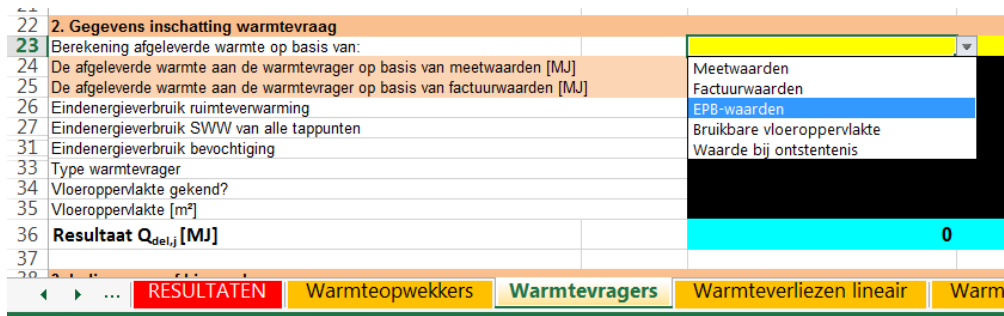 22 2. Gegevens inschatting warmtevraag
23 Berekening afgeleverde warmte op basis van:
24 De afgeleverde warmte aan de warmtevrager op basis van meetwaarden [MJ]
25 De afgeleverde warmte aan de warmtevrager op basis van factuurwaarden [MJ]
26 Eindenergieverbruik ruimteverwarming
27 Eindenergieverbruik SWW van alle tappunten
31 Eindenergieverbruik bevochtiging
33 Type warmtevrager
34 Vloeroppervlakte gekend?
35 Vloeroppervlakte [m²]
36 Resultaat Qdel,j [MJ] 0
37
Meetwaarden
Factuurwaarden
EPB-waarden
Bruikbare vloeroppervlakte
Waarde bij ontstentenis
... RESULTATEN Warmteopwekkers Warmtevragers Warmteverliezen lineair Warm